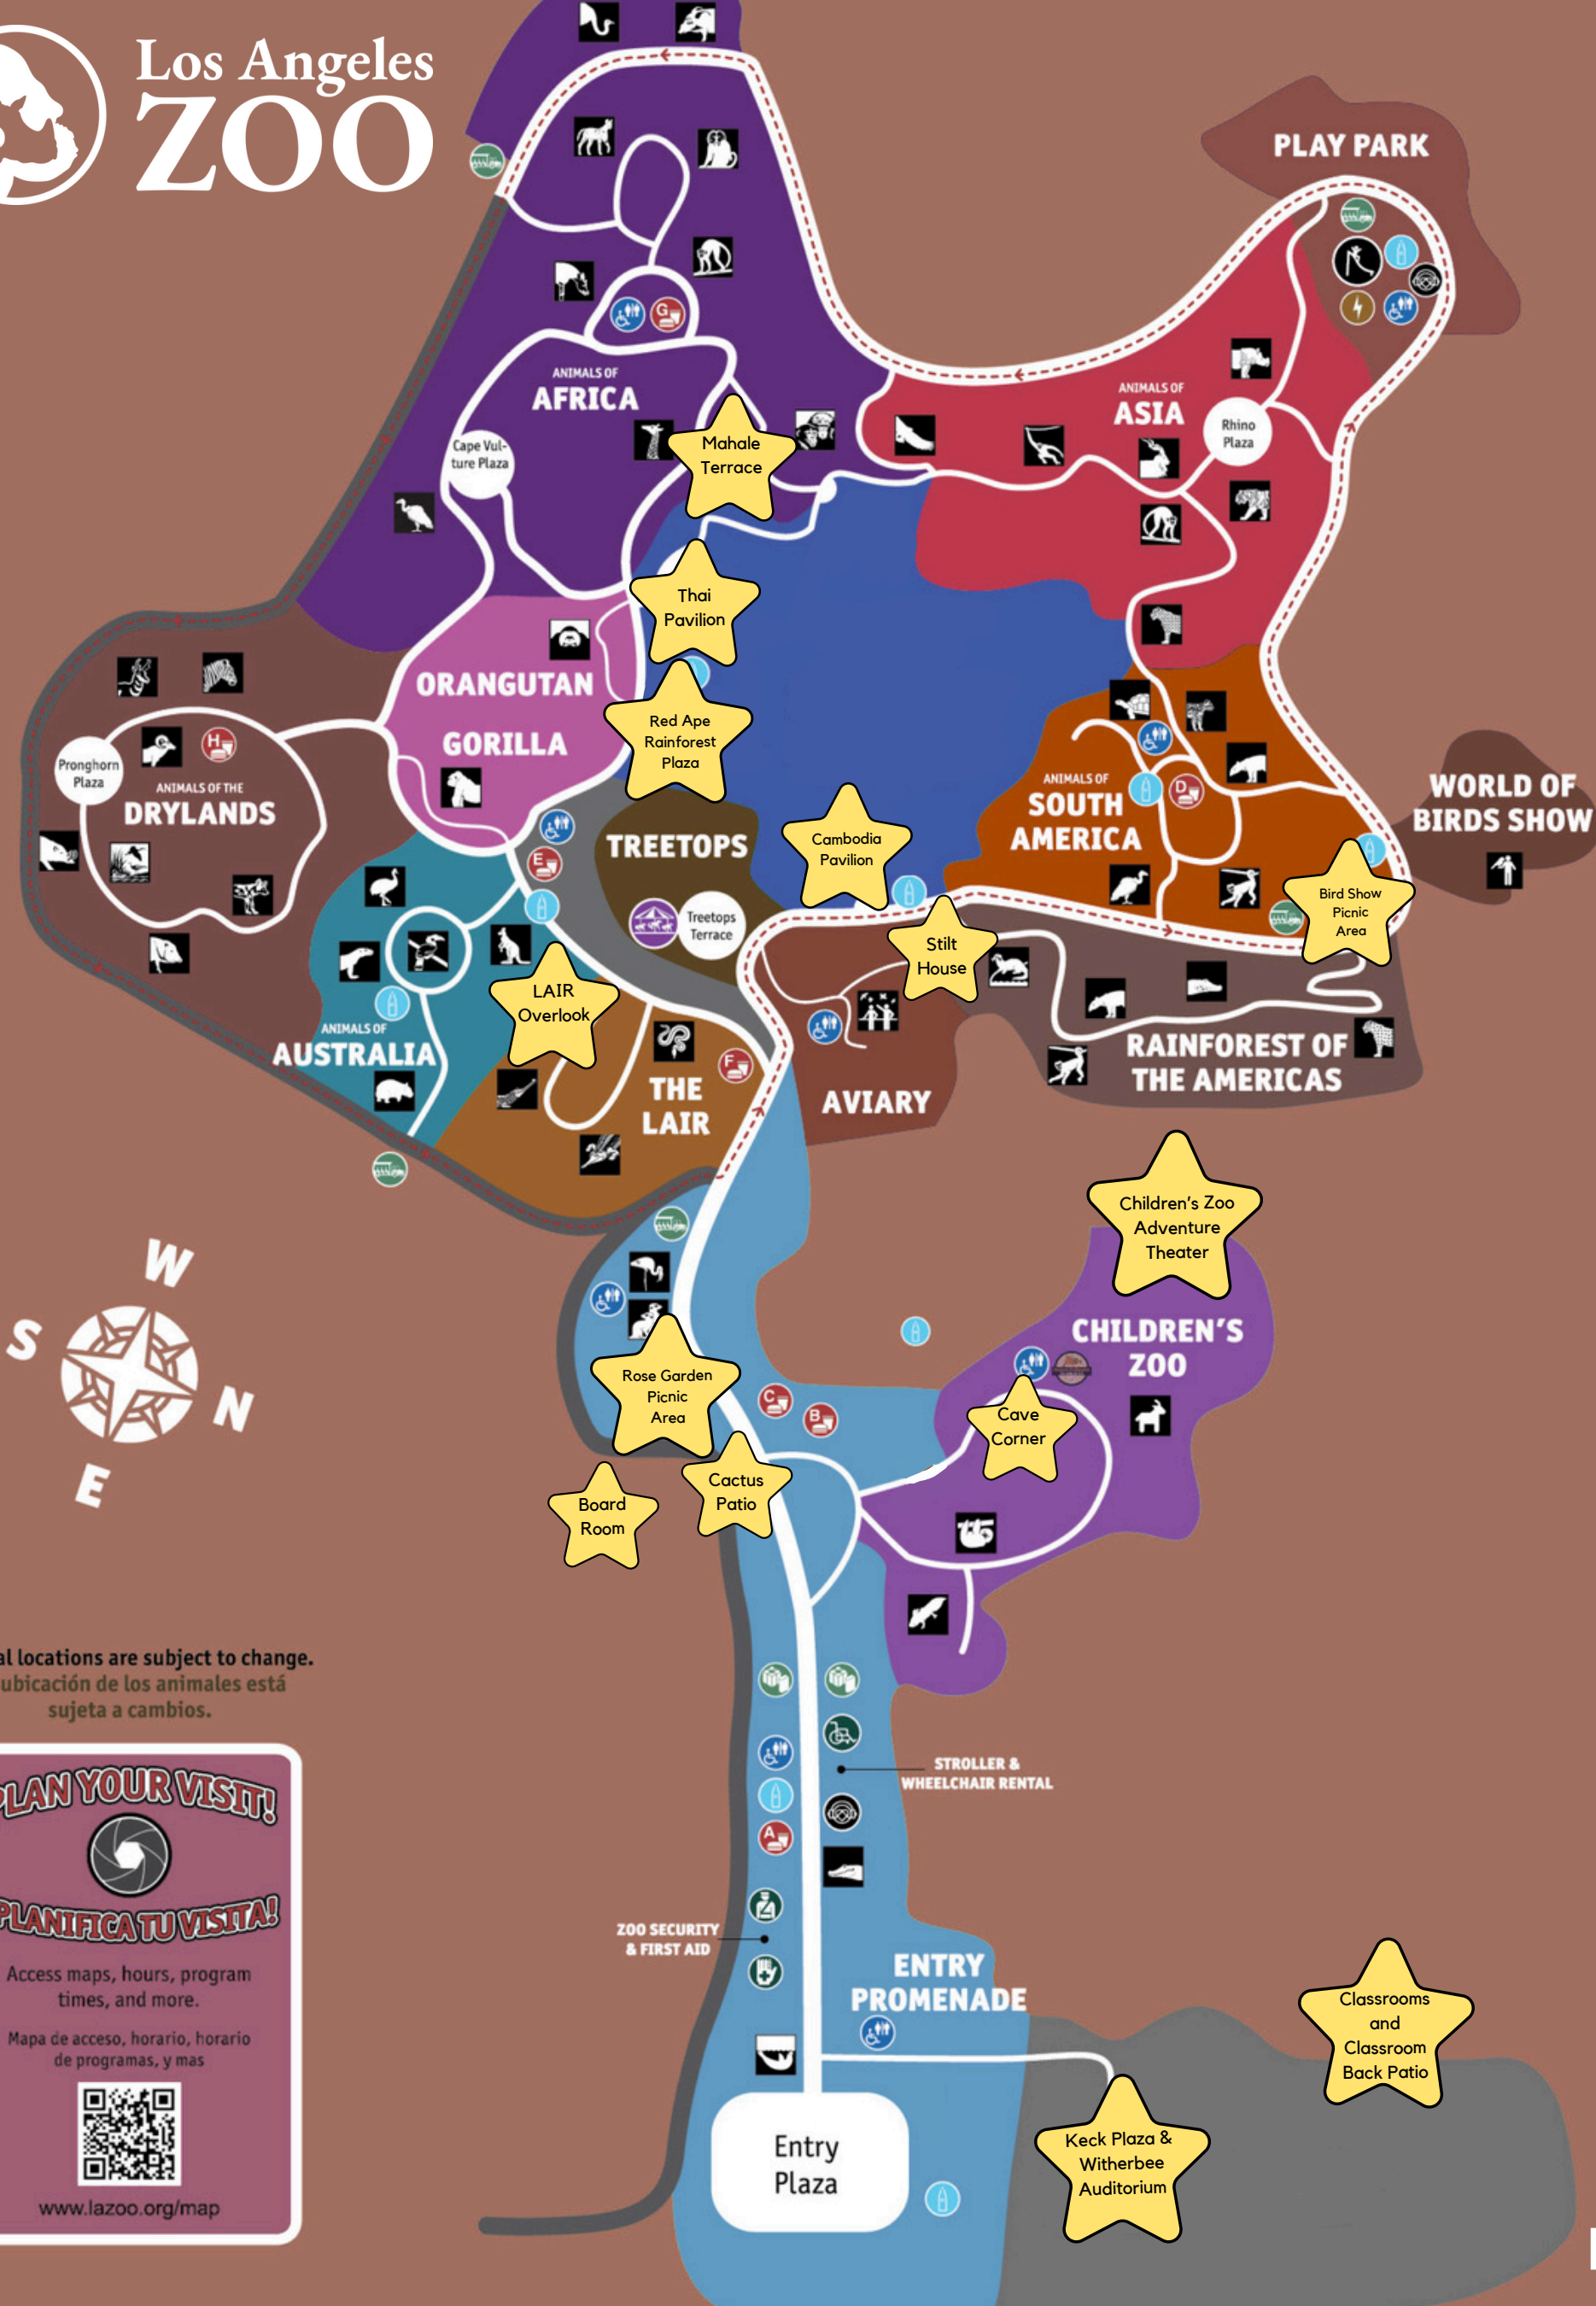 Los Angeles
ZOO
PLAY PARK
ANIMALS OF
AFRICA
ANIMALS OF
ASIA
Rhino
Plaza
Cape Vul-
ture Plaza
Mahale
Terrace
G
Thai
Pavilion
ORANGUTAN
GORILLA
Red Ape
Rainforest
Plaza
Pronghorn
Plaza
H
ANIMALS OF THE
DRYLANDS
TREETOPS
Treetops
Terrace
E
Cambodia
Pavilion
ANIMALS OF
SOUTH
AMERICA
D
WORLD OF
BIRDS SHOW
Bird Show
Picnic
Area
Stilt
House
LAIR
Overlook
ANIMALS OF
AUSTRALIA
THE
LAIR
F
AVIARY
RAINFOREST OF
THE AMERICAS
Children's Zoo
Adventure
Theater
CHILDREN'S
ZOO
W
S
N
E
Rose Garden
Picnic
Area
C
B
Cave
Corner
Cactus
Patio
Board
Room
al locations are subject to change.
ubicación de los animales está
sujeta a cambios.
PLAN YOUR VISIT!
PLANIFICA TU VISITA!
Access maps, hours, program
times, and more.
Mapa de acceso, horario, horario
de programas, y mas
www.lazoo.org/map
STROLLER &
WHEELCHAIR RENTAL
A
ZOO SECURITY
& FIRST AID
ENTRY
PROMENADE
Entry
Plaza
Classrooms
and
Classroom
Back Patio
Keck Plaza &
Witherbee
Auditorium